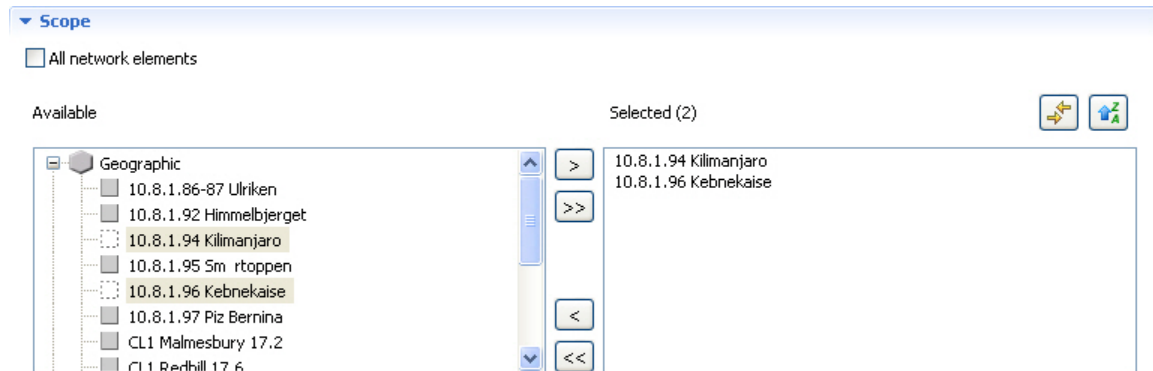 Scope
All network elements
Available
Selected (2)
Z
A
Geographic
10.8.1.86-87 Ulriken
10.8.1.92 Himmelbjerget
10.8.1.94 Kilimanjaro
10.8.1.95 Sm rtoppen
10.8.1.96 Kebnekaise
10.8.1.97 Piz Bernina
CL1 Malmesbury 17.2
CL1 Redhill 17.6
>
>>
<
<<
10.8.1.94 Kilimanjaro
10.8.1.96 Kebnekaise